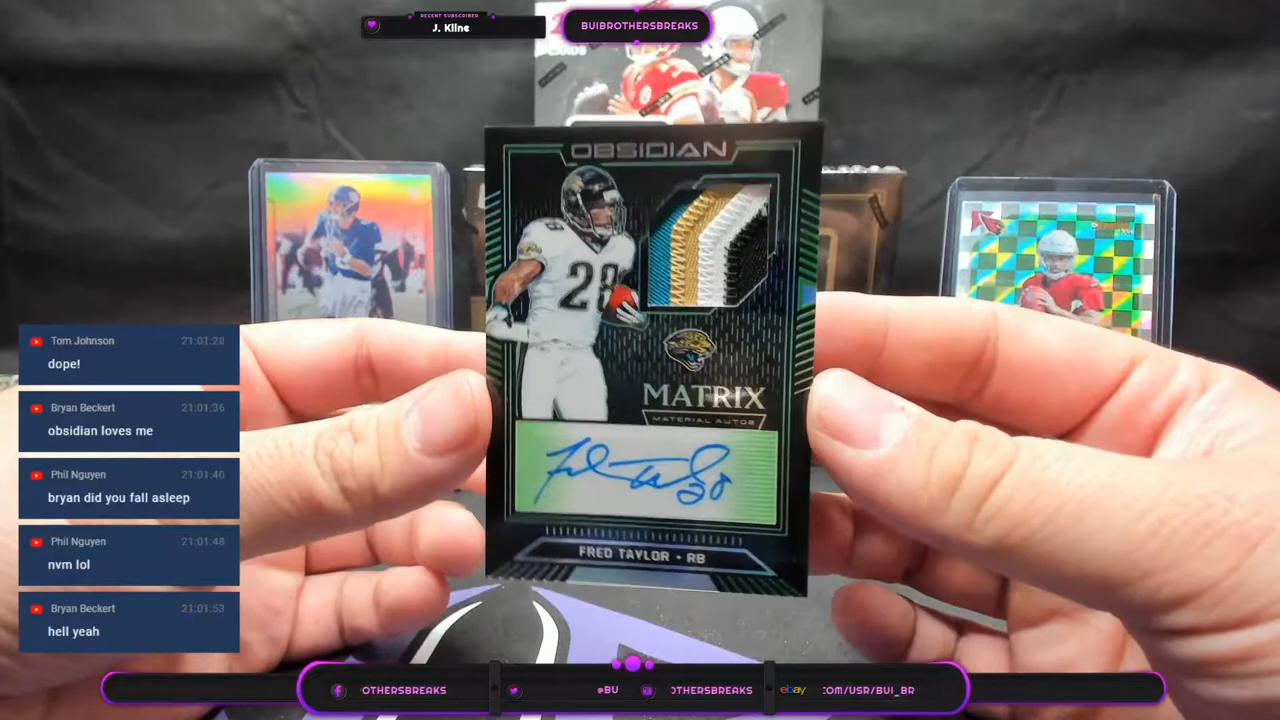 RECENT SUBSCRIBER
J. Kline
BUIBROTHERSBREAKS
OBSIDIAN
28
MATRIX
MATERIAL AUTOS
28
FRED TAYLOR • RB
Tom Johnson 21:01:28
dope!
Bryan Beckert 21:01:36
obsidian loves me
Phil Nguyen 21:01:40
bryan did you fall asleep
Phil Nguyen 21:01:48
nvm lol
Bryan Beckert 21:01:53
hell yeah
OTHERSBREAKS
@BU
OTHERSBREAKS
ebay
COM/USR/BUI_BR